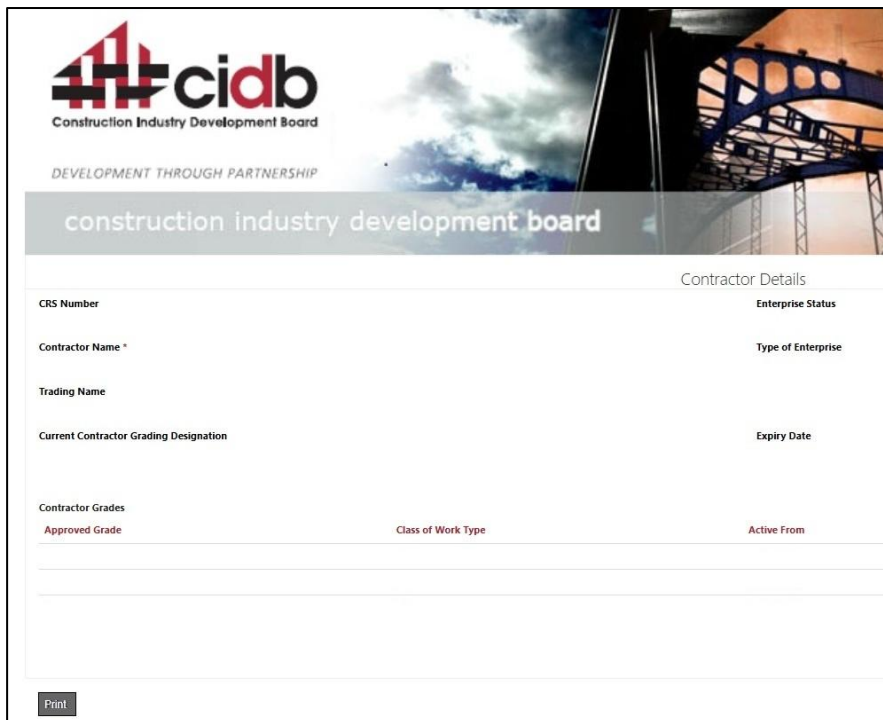 cidb
Construction Industry Development Board
DEVELOPMENT THROUGH PARTNERSHIP
construction industry development board
Contractor Details
CRS Number
Enterprise Status
Contractor Name *
Type of Enterprise
Trading Name
Current Contractor Grading Designation
Expiry Date
Contractor Grades
Approved Grade
Class of Work Type
Active From
Print